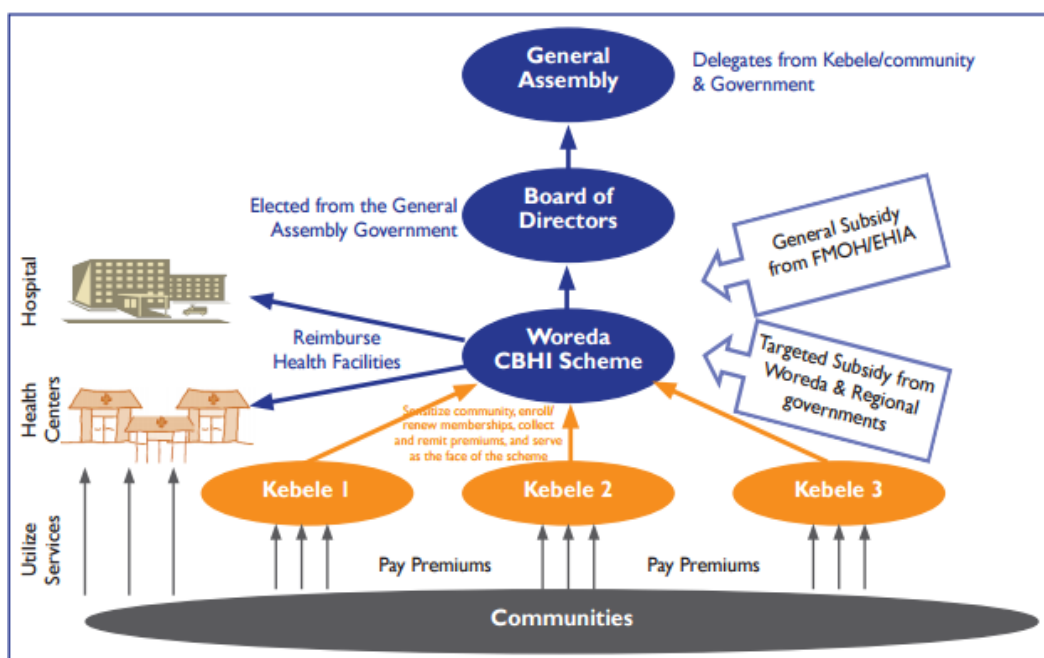 General
Assembly
Delegates from Kebele/community
& Government
Board of
Directors
Elected from the General
Assembly Government
General Subsidy
from FMOH/EHIA
Hospital
Reimburse
Health Facilities
Woreda
CBHI Scheme
Targeted Subsidy from
Woreda & Regional
governments
Health
Centers
Sensitize community, enroll/
renew memberships, collect
and remit premiums, and serve
as the face of the scheme
Kebele 1
Kebele 2
Kebele 3
Utilize
Services
Pay Premiums
Pay Premiums
Communities